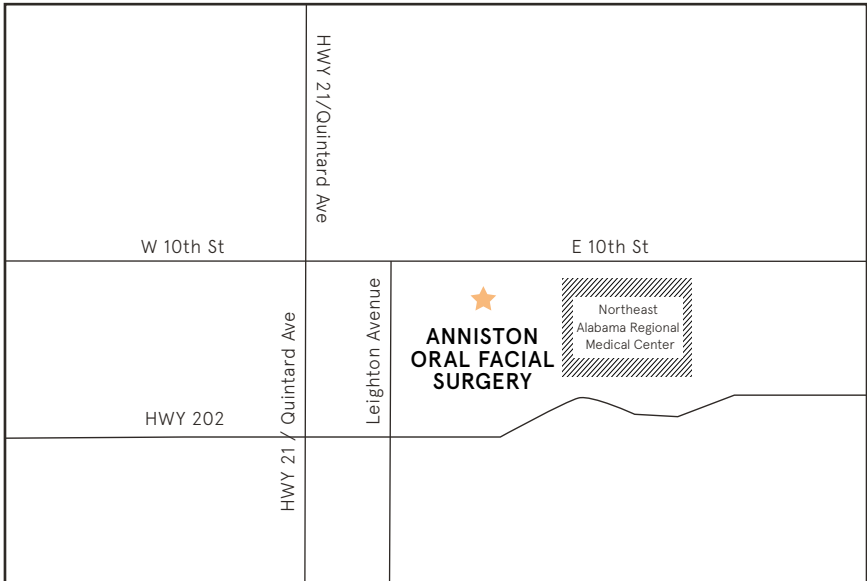 HWY 21/Quintard Ave
W 10th St
E 10th St
HWY 21 / Quintard Ave
Leighton Avenue
ANNISTON
ORAL FACIAL
SURGERY
Northeast
Alabama Regional
Medical Center
HWY 202